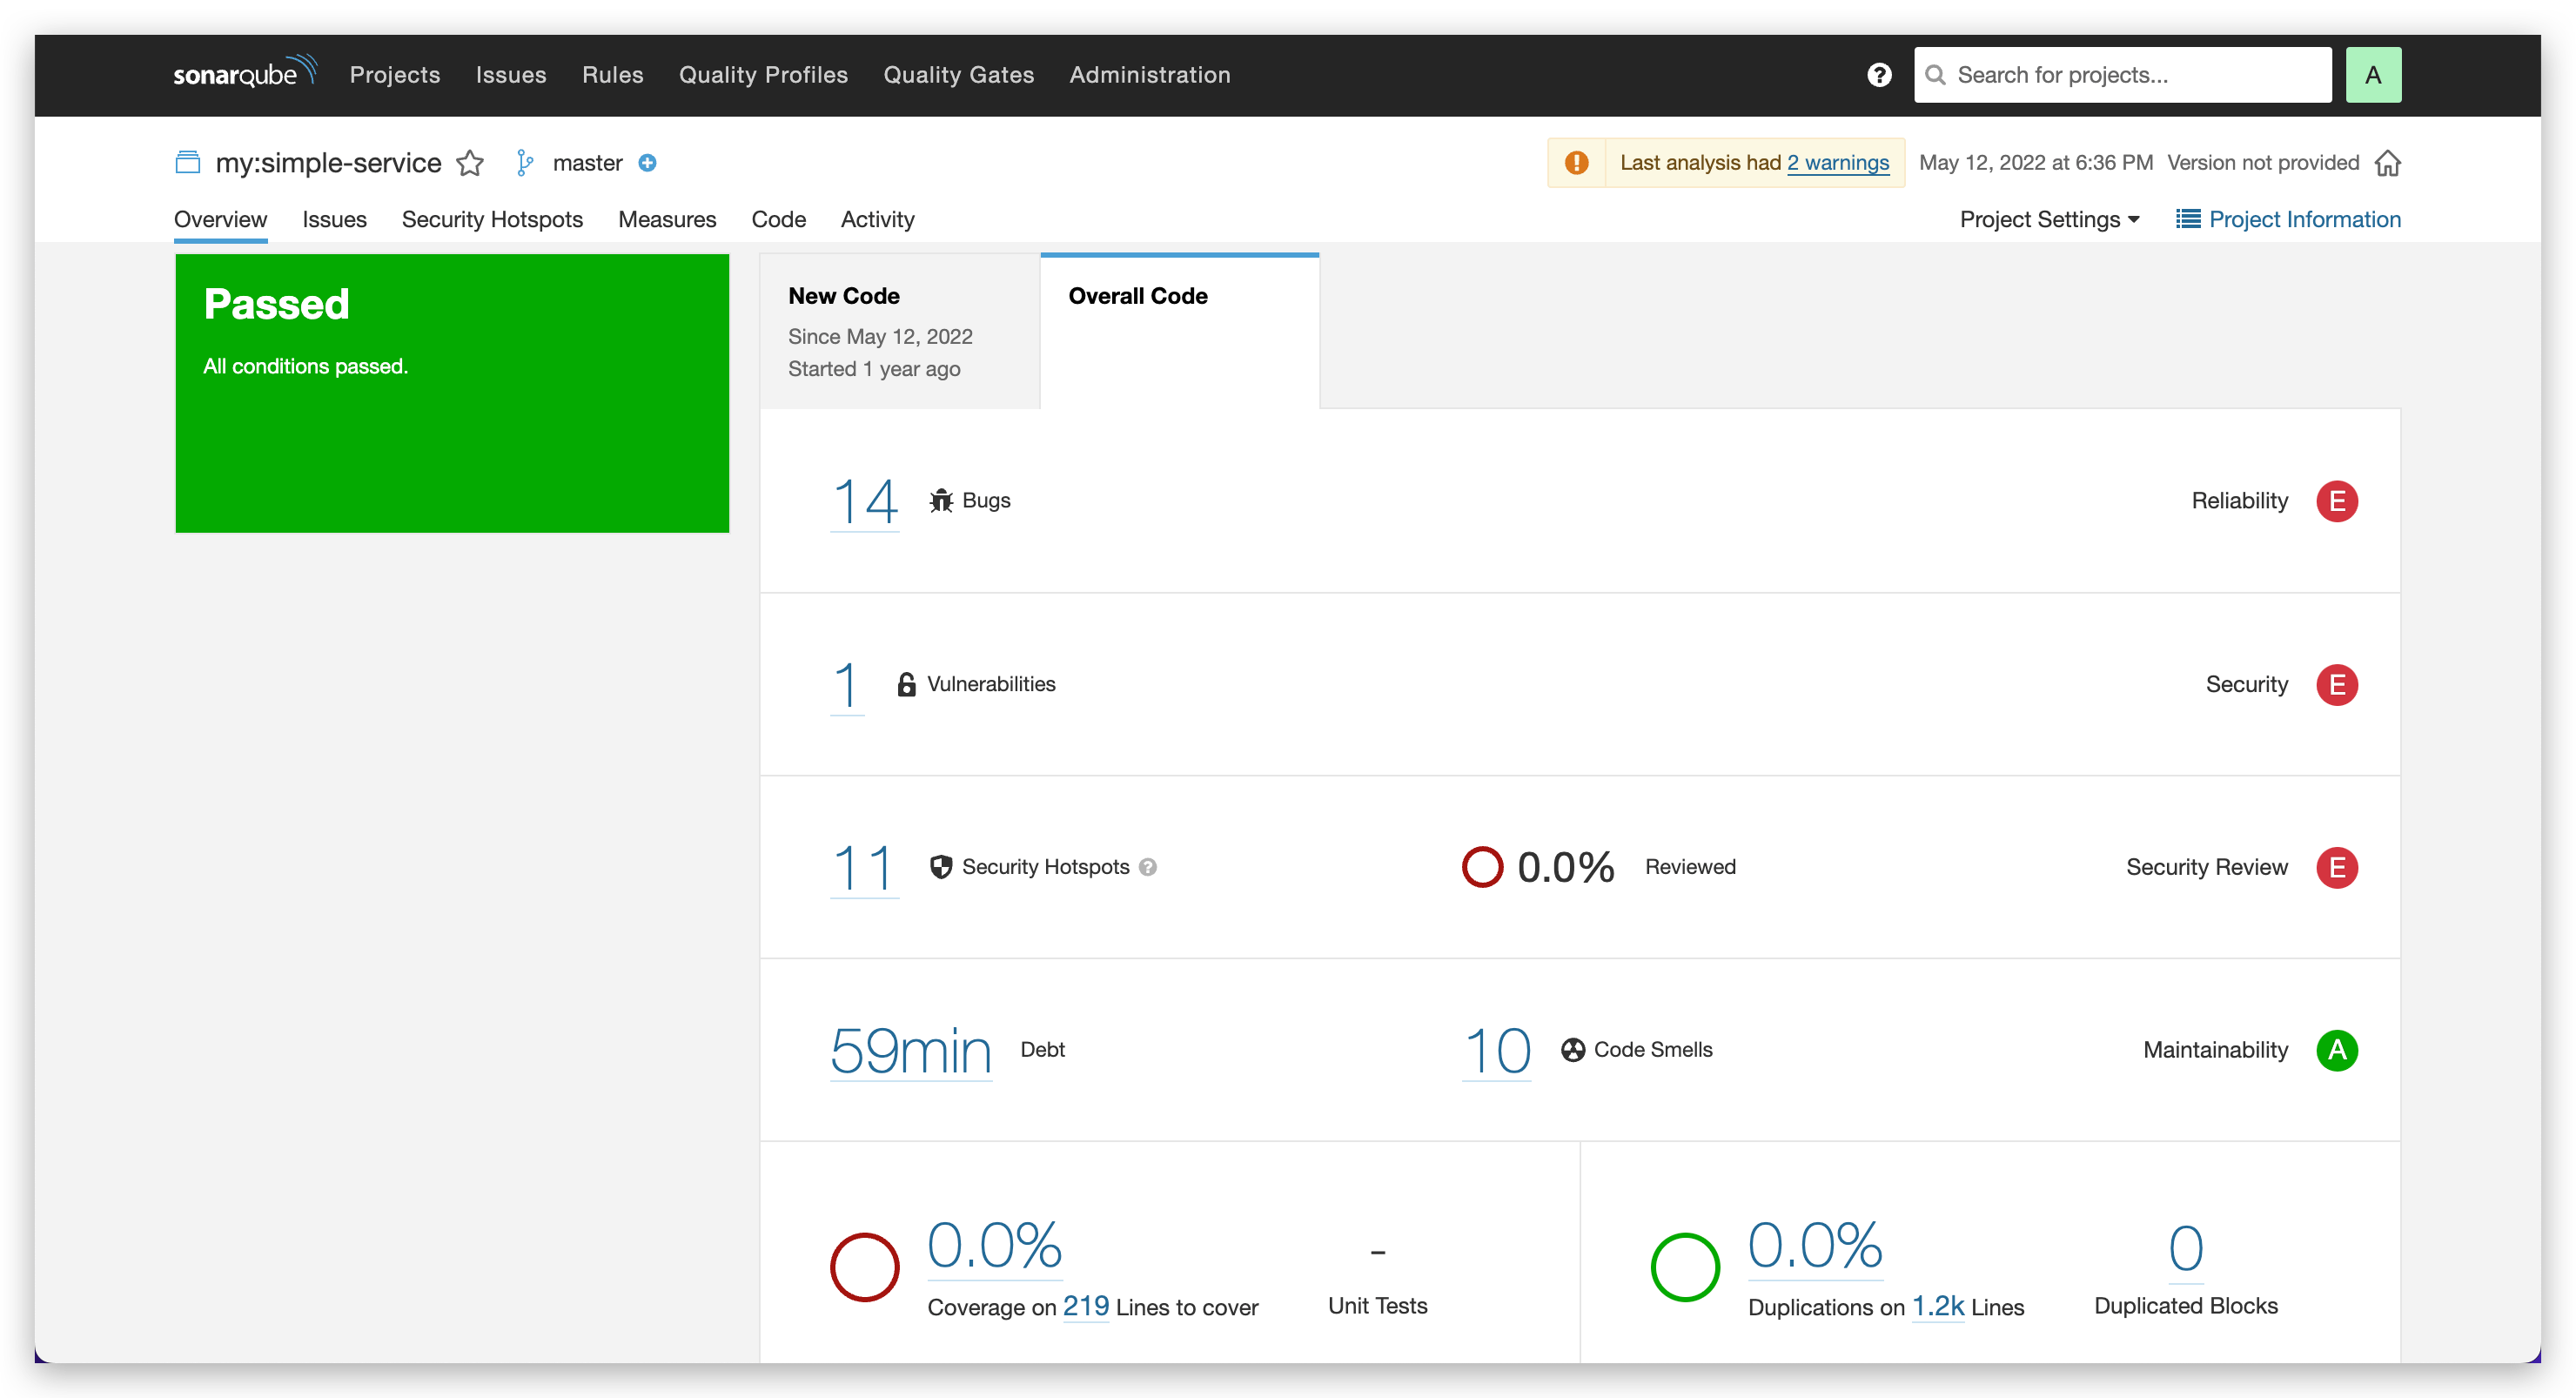 sonarqube Projects Issues Rules Quality Profiles Quality Gates Administration ? Search for projects... A
my:simple-service master Last analysis had 2 warnings May 12, 2022 at 6:36 PM Version not provided
Overview Issues Security Hotspots Measures Code Activity Project Settings Project Information
Passed
All conditions passed.
New Code
Since May 12, 2022
Started 1 year ago
Overall Code
14 Bugs Reliability E
1 Vulnerabilities Security E
11 Security Hotspots ? 0.0% Reviewed Security Review E
59min Debt 10 Code Smells Maintainability A
0.0%
Coverage on 219 Lines to cover
-
Unit Tests
0.0%
Duplications on 1.2k Lines
0
Duplicated Blocks